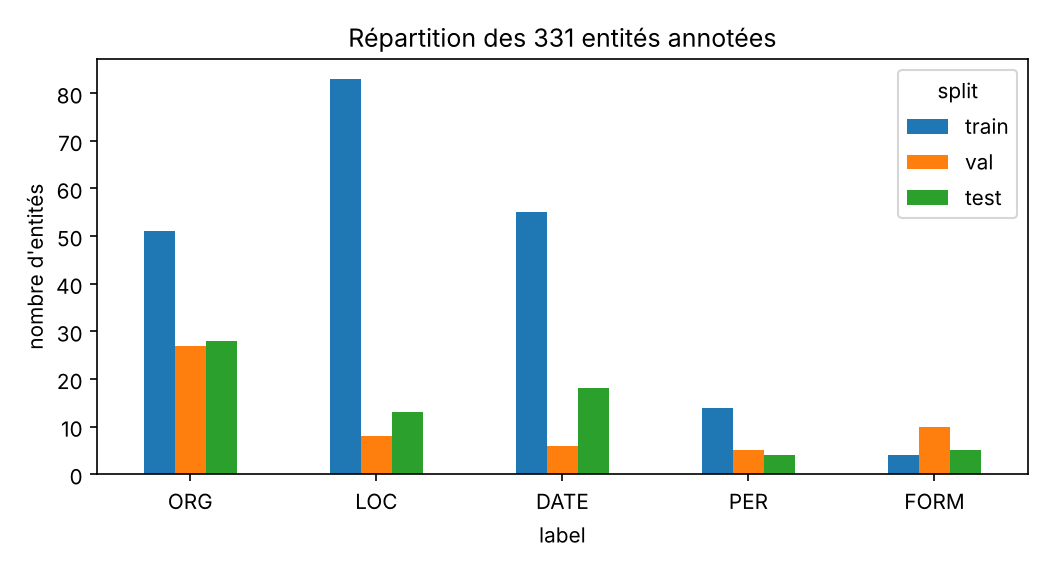 Répartition des 331 entités annotées
nombre d'entités
80
70
60
50
40
30
20
10
0
split
train
val
test
ORG LOC DATE PER FORM
label